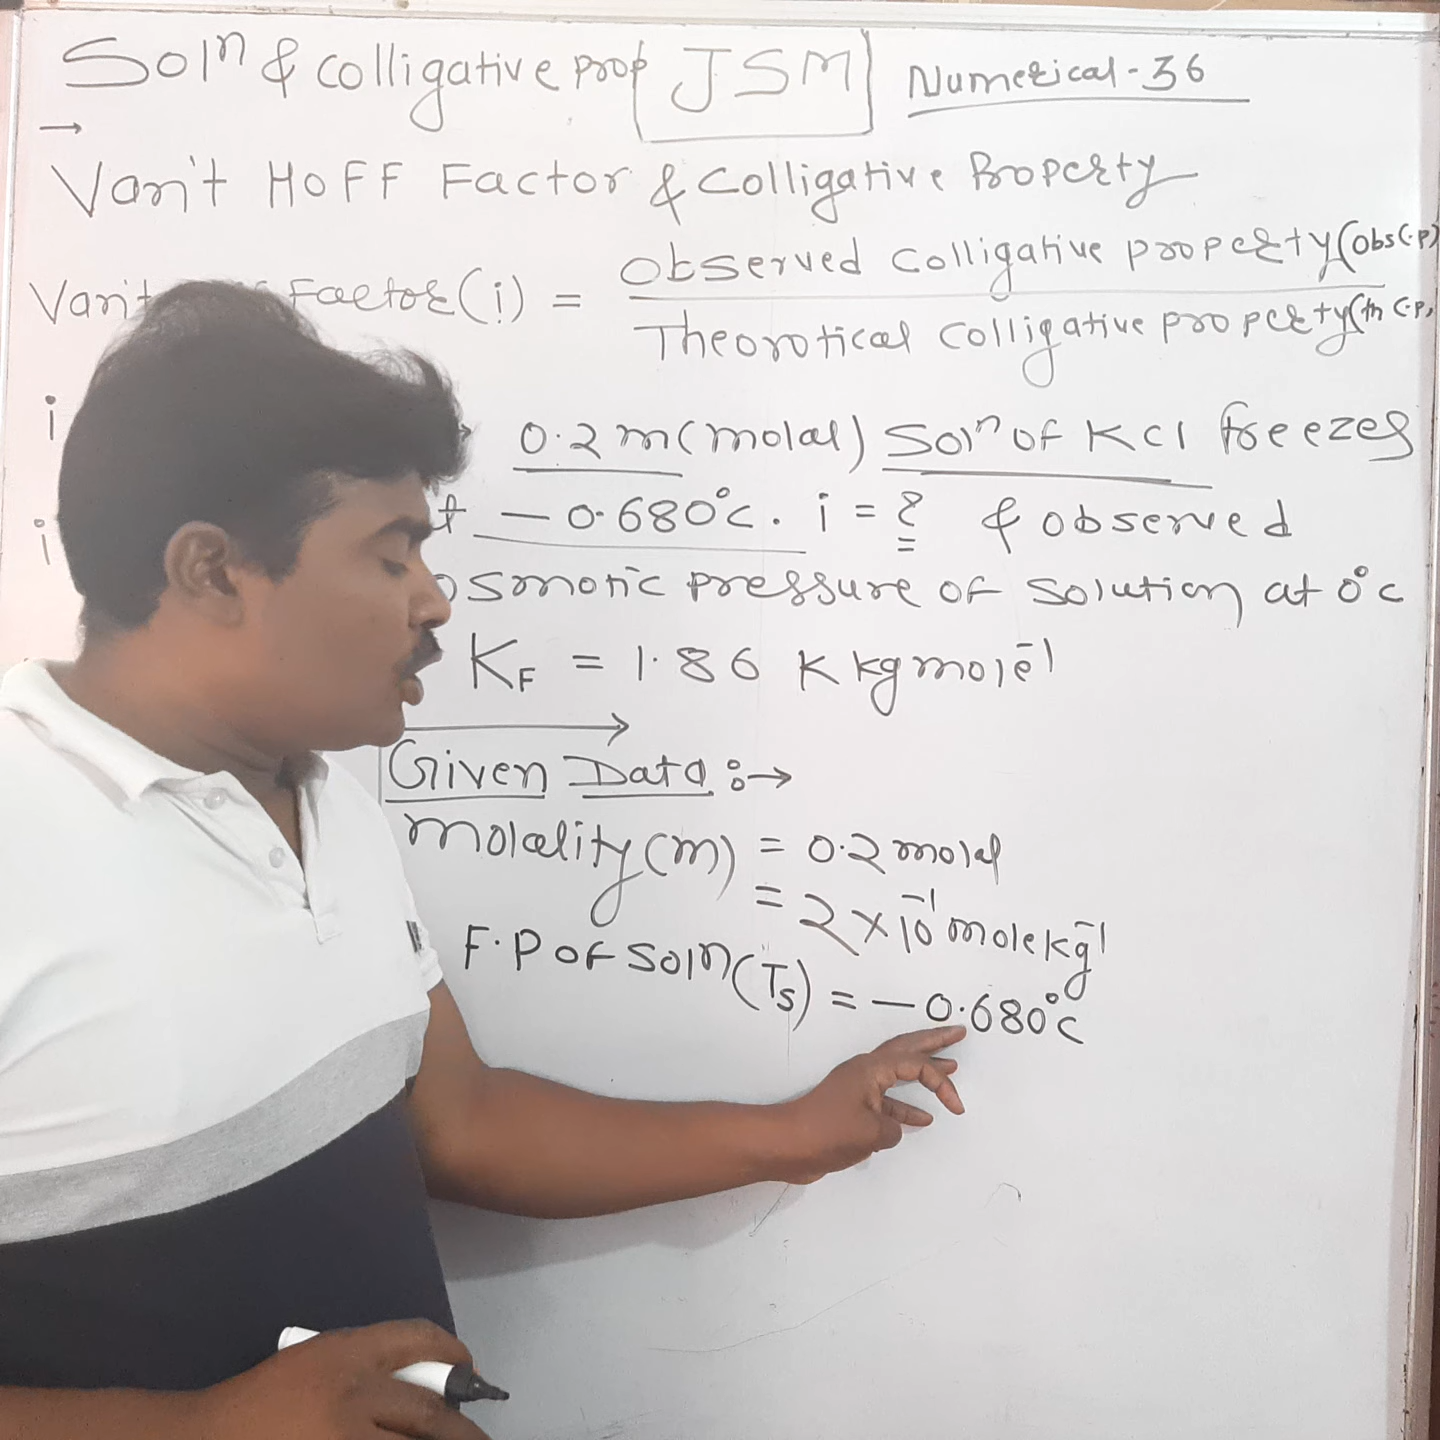 Solⁿ & colligative prop JSM Numerical-36
→
Van't HOFF Factor & Colligative Property
Van't Factor(i) = Observed colligative property(obs C.P)
Theorotical colligative property(th C.P.
i → 0.2 m(molal) Solⁿ of KCl freezes
i - 0.680°c. i = ? & observed
osmotic pressure of solution at 0°c
KF = 1.86 K kg mole⁻¹
Given Data :→
molality(m) = 0.2 molal
= 2 × 10⁻¹ mole kg⁻¹
F.P of Solⁿ(Ts) = -0.680°c